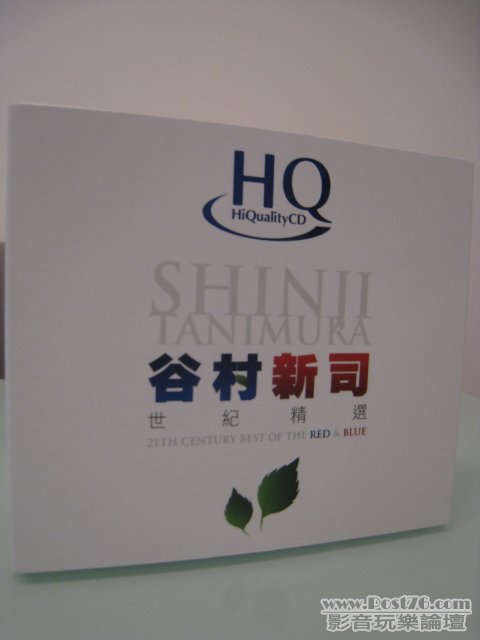 HQ
HiQualityCD
SHINJI
TANIMURA
谷村新司
世紀精選
21TH CENTURY BEST OF THE RED & BLUE
www.Post76.com
影音玩樂論壇